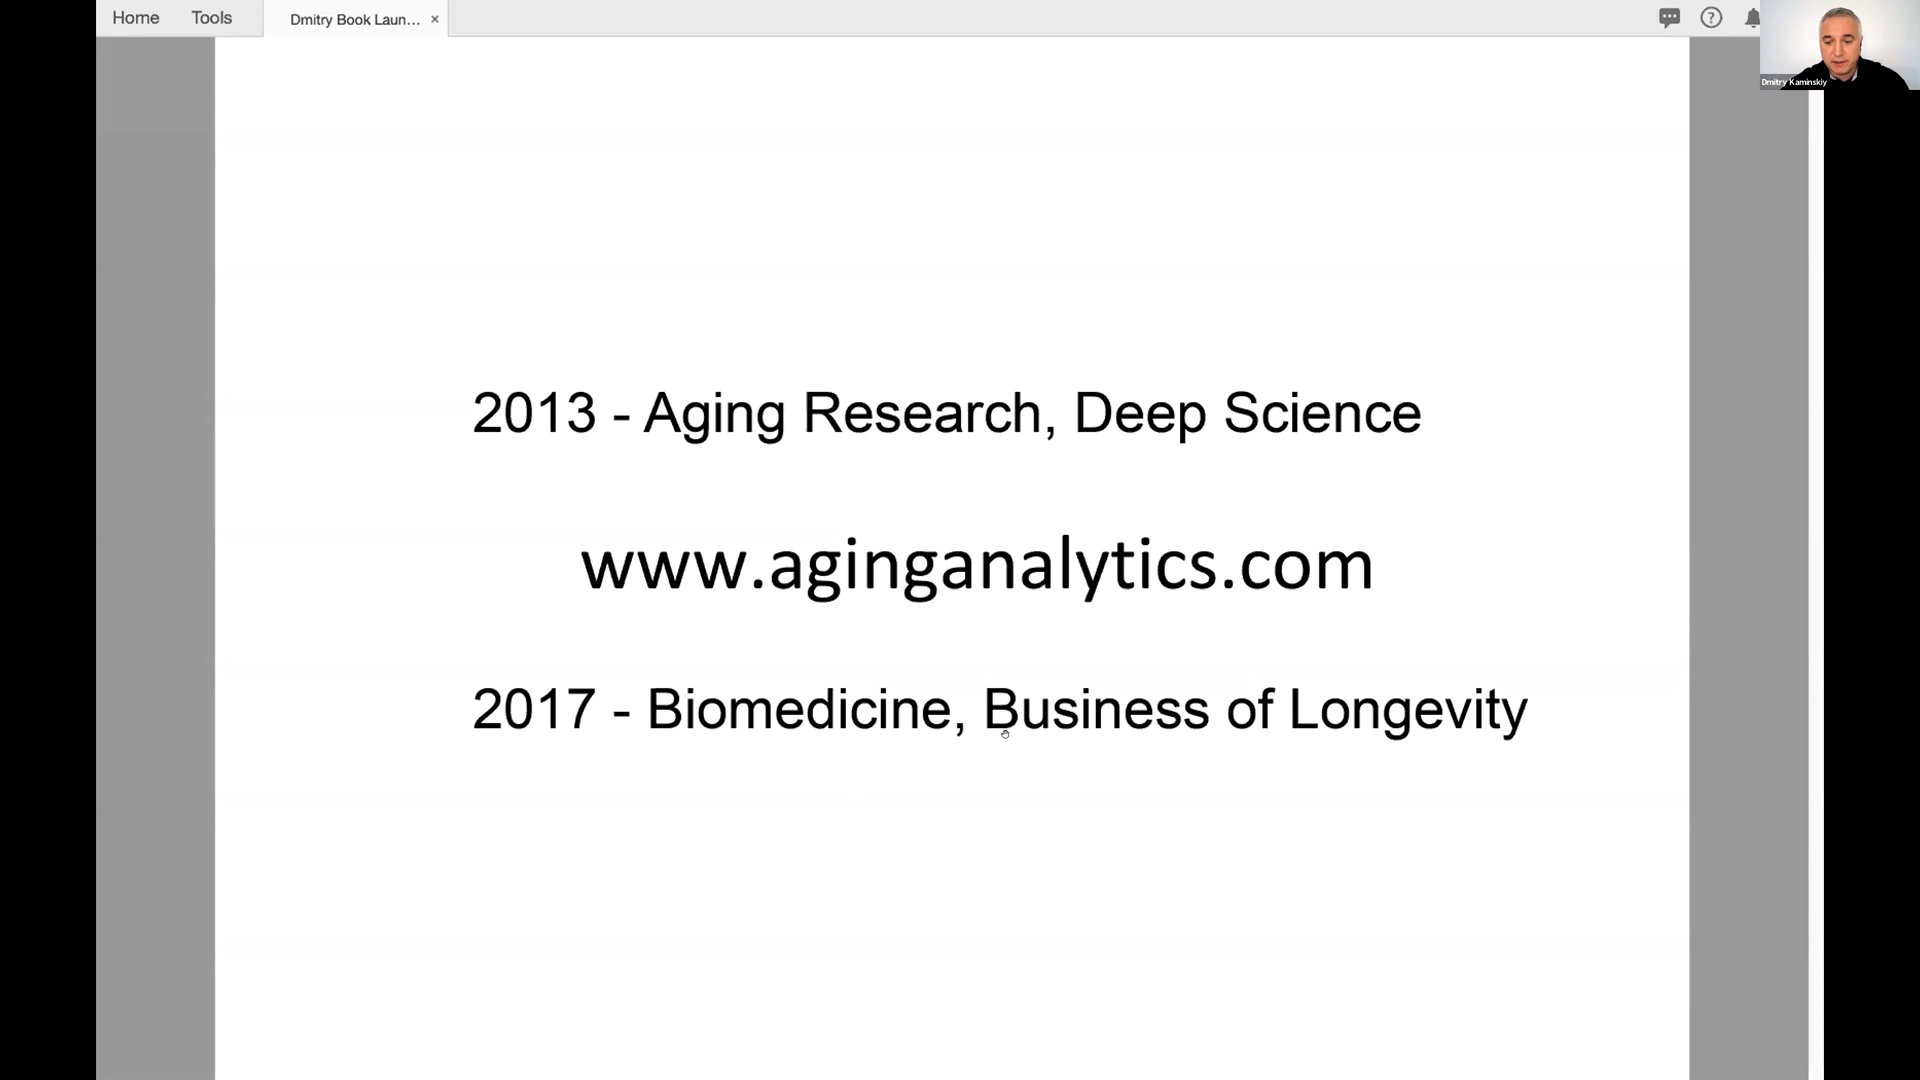 Home Tools Dmitry Book Laun... ×
Dmitry Kaminskiy
2013 - Aging Research, Deep Science
www.aginganalytics.com
2017 - Biomedicine, Business of Longevity